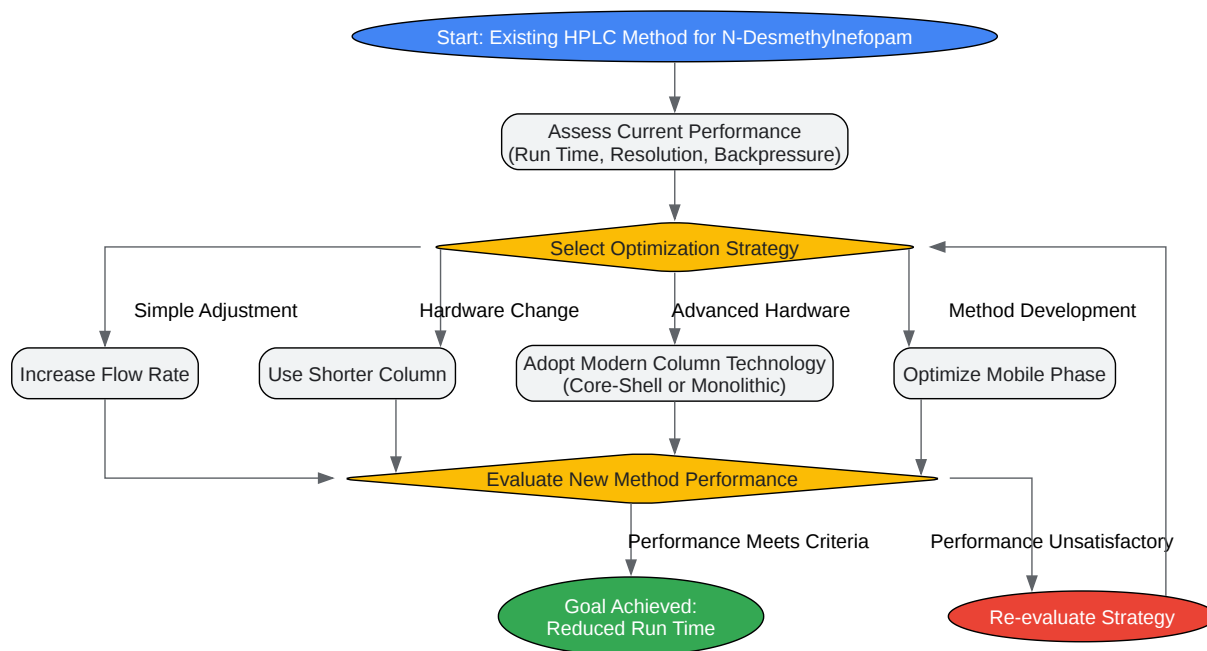 Start: Existing HPLC Method for N-Desmethylnefopam
Assess Current Performance
(Run Time, Resolution, Backpressure)
Select Optimization Strategy
Simple Adjustment
Hardware Change
Advanced Hardware
Method Development
Increase Flow Rate
Use Shorter Column
Adopt Modern Column Technology
(Core-Shell or Monolithic)
Optimize Mobile Phase
Evaluate New Method Performance
Performance Meets Criteria
Performance Unsatisfactory
Goal Achieved:
Reduced Run Time
Re-evaluate Strategy